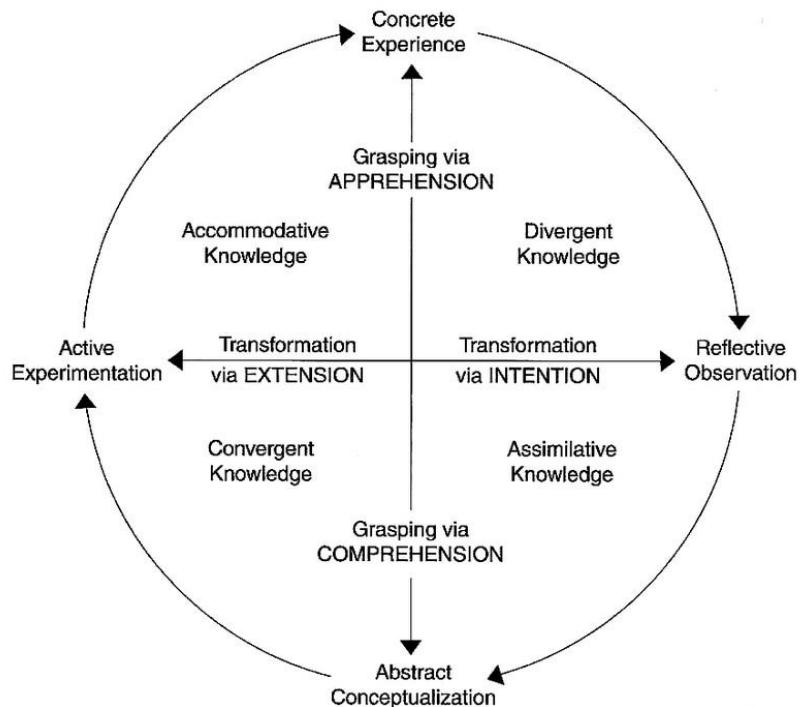 Concrete
Experience
Grasping via
APPREHENSION
Accommodative
Knowledge
Divergent
Knowledge
Active
Experimentation
Transformation
via EXTENSION
Transformation
via INTENTION
Reflective
Observation
Convergent
Knowledge
Assimilative
Knowledge
Grasping via
COMPREHENSION
Abstract
Conceptualization